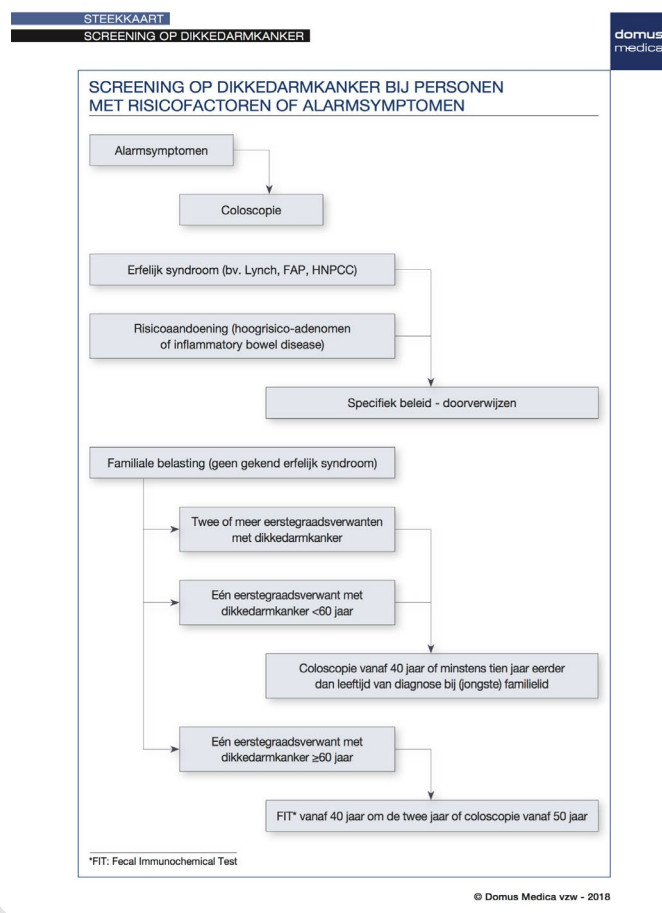 STEEKKAART
SCREENING OP DIKKEDARMKANKER
domus
medica
SCREENING OP DIKKEDARMKANKER BIJ PERSONEN
MET RISICOFACTOREN OF ALARMSYMPTOMEN
Alarmsymptomen
Coloscopie
Erfelijk syndroom (bv. Lynch, FAP, HNPCC)
Risicoaandoening (hoogrisico-adenomen
of inflammatory bowel disease)
Specifiek beleid - doorverwijzen
Familiale belasting (geen gekend erfelijk syndroom)
Twee of meer eerstegraadsverwanten
met dikkedarmkanker
Eén eerstegraadsverwant met
dikkedarmkanker <60 jaar
Coloscopie vanaf 40 jaar of minstens tien jaar eerder
dan leeftijd van diagnose bij (jongste) familielid
Eén eerstegraadsverwant met
dikkedarmkanker ≥60 jaar
FIT* vanaf 40 jaar om de twee jaar of coloscopie vanaf 50 jaar
*FIT: Fecal Immunochemical Test
© Domus Medica vzw - 2018